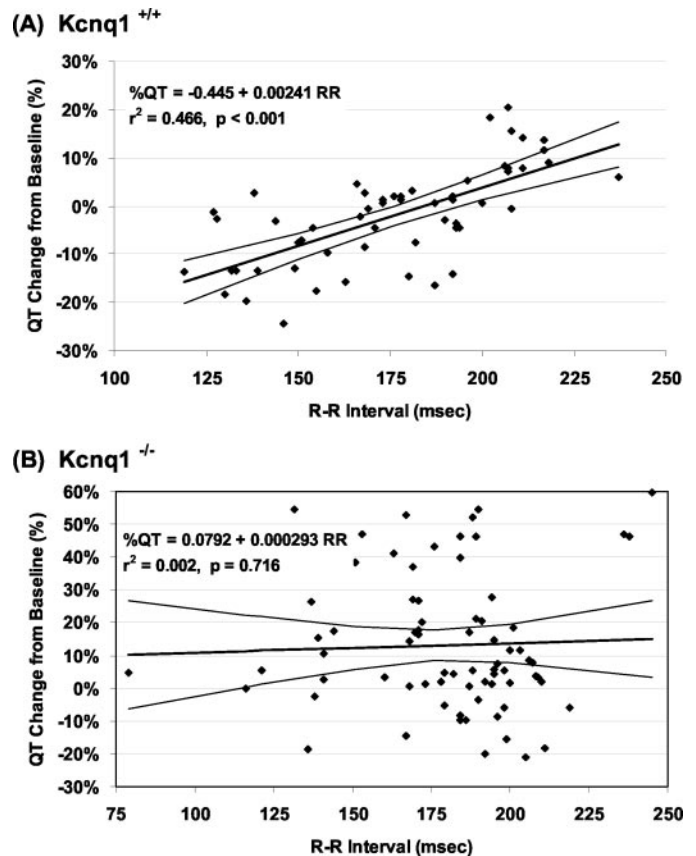 (A) Kcnq1 +/+
30%
%QT = -0.445 + 0.00241 RR
20%
r2 = 0.466, p < 0.001
10%
0%
-10%
-20%
-30%
QT Change from Baseline (%)
100 125 150 175 200 225 250
R-R Interval (msec)
(B) Kcnq1 -/-
60%
50%
%QT = 0.0792 + 0.000293 RR
40%
r2 = 0.002, p = 0.716
30%
20%
10%
0%
-10%
-20%
-30%
QT Change from Baseline (%)
75 100 125 150 175 200 225 250
R-R Interval (msec)